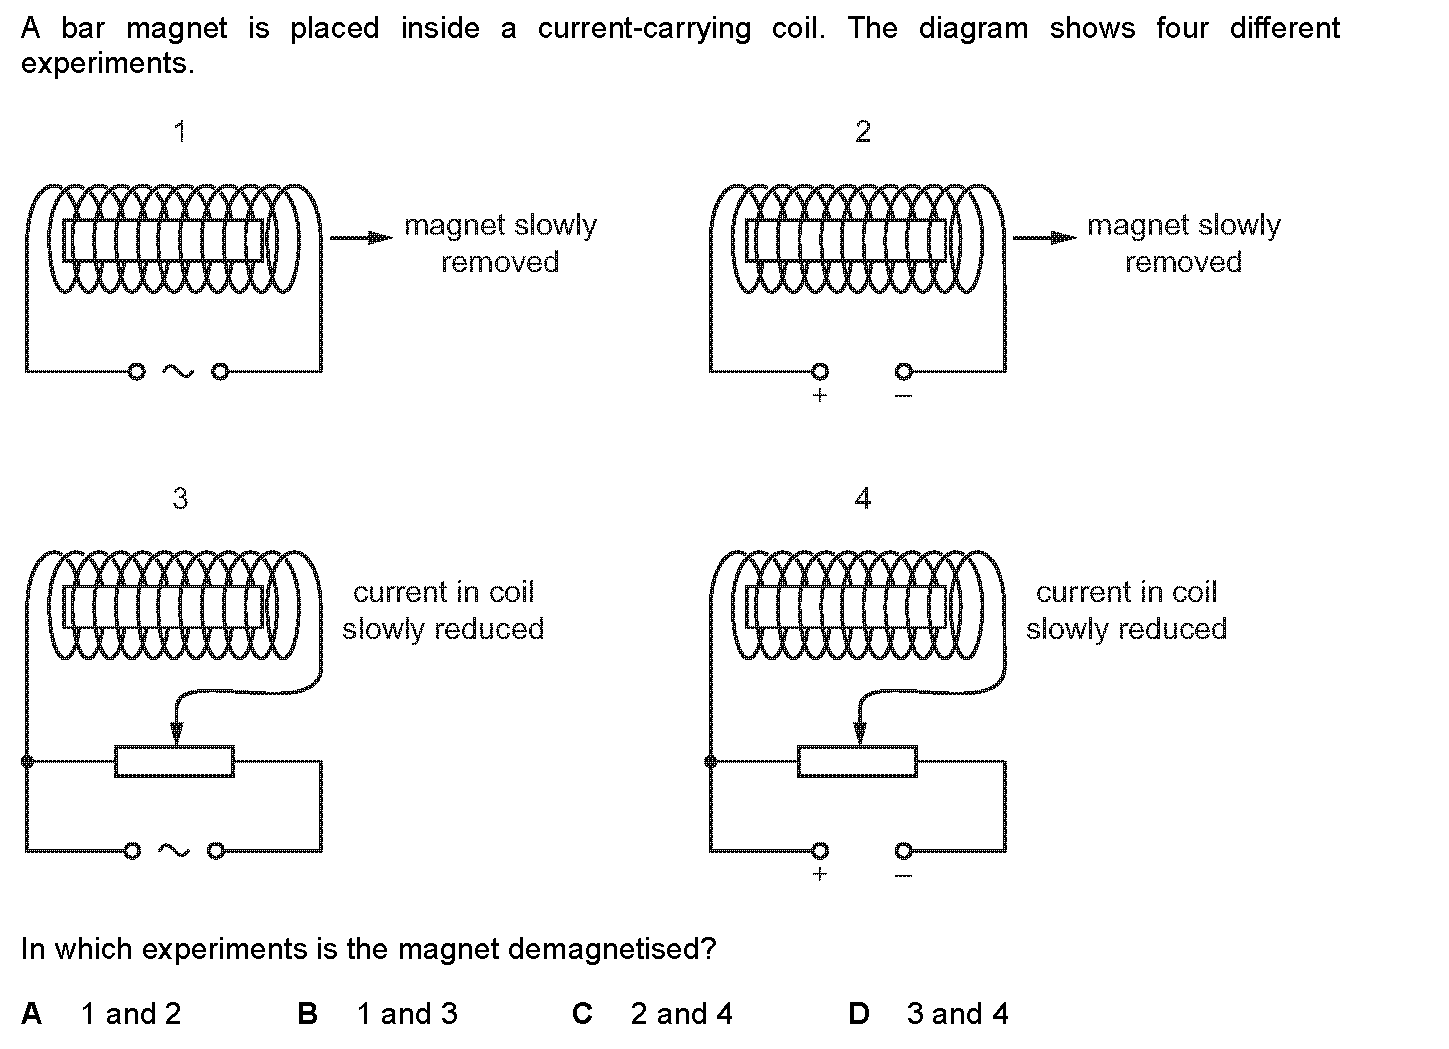 A bar magnet is placed inside a current-carrying coil. The diagram shows four different
experiments.
1
2
magnet slowly
removed
magnet slowly
removed
~
+ –
3
4
current in coil
slowly reduced
current in coil
slowly reduced
~
+ –
In which experiments is the magnet demagnetised?
A 1 and 2 B 1 and 3 C 2 and 4 D 3 and 4